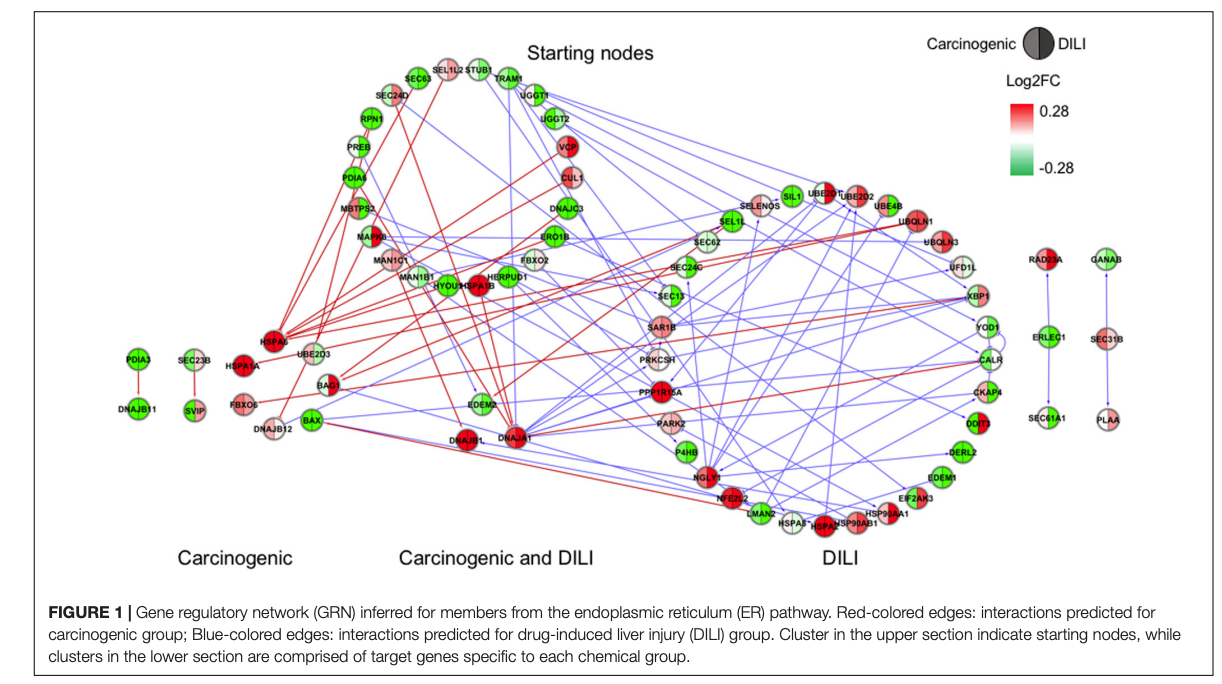 Starting nodes
Carcinogenic DILI
Log2FC
0.28
-0.28
SEC63
SEL1L2
STUB1
TRAM1
SEC24D
UGGT1
RPN1
UGGT2
PREB
VCP
PDIA6
CUL1
MBTPS2
DNAJC3
MAPK8
ERO1B
MAN1C1
FBXO2
MAN1B1
HYOU1
HSPA1B
HERPUD1
SELENOS
SIL1
UBE2D1
UBE2D2
UBE4B
SEL1L
UBQLN1
SEC62
UBQLN3
SEC24C
UFD1L
SEC13
XBP1
SAR1B
YOD1
PRKCSH
CALR
PPP1R15A
CKAP4
PARK2
DDIT3
P4HB
DERL2
NGLY1
EDEM1
NFE2L2
EIF2AK3
LMAN2
HSP90AA1
HSPA8
HSPA2
HSP90AB1
RAD23A
GANAB
ERLEC1
SEC31B
SEC61A1
PLAA
HSPA5
PDIA3
SEC23B
HSPA1A
UBE2D3
BAG1
DNAJB11
SVIP
FBXO6
DNAJB12
BAX
EDEM2
DNAJB1
DNAJA1
Carcinogenic
Carcinogenic and DILI
DILI
FIGURE 1 | Gene regulatory network (GRN) inferred for members from the endoplasmic reticulum (ER) pathway. Red-colored edges: interactions predicted for
carcinogenic group; Blue-colored edges: interactions predicted for drug-induced liver injury (DILI) group. Cluster in the upper section indicate starting nodes, while
clusters in the lower section are comprised of target genes specific to each chemical group.